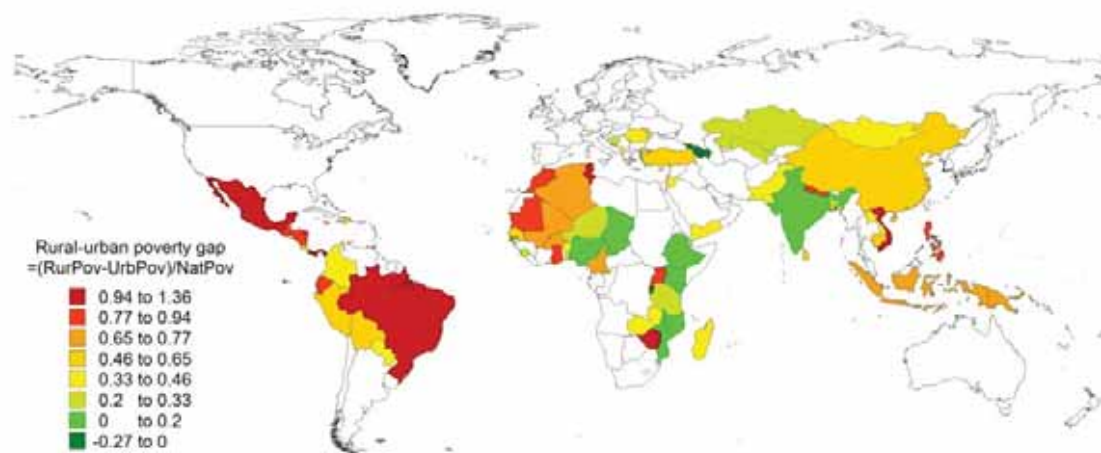 Rural-urban poverty gap
=(RurPov-UrbPov)/NatPov
0.94 to 1.36
0.77 to 0.94
0.65 to 0.77
0.46 to 0.65
0.33 to 0.46
0.2 to 0.33
0 to 0.2
-0.27 to 0